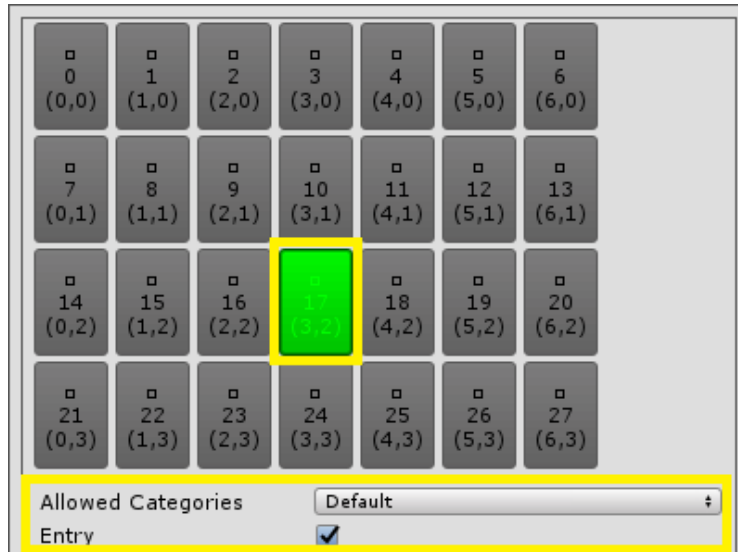 0 1 2 3 4 5 6
(0,0) (1,0) (2,0) (3,0) (4,0) (5,0) (6,0)
7 8 9 10 11 12 13
(0,1) (1,1) (2,1) (3,1) (4,1) (5,1) (6,1)
14 15 16 17 18 19 20
(0,2) (1,2) (2,2) (3,2) (4,2) (5,2) (6,2)
21 22 23 24 25 26 27
(0,3) (1,3) (2,3) (3,3) (4,3) (5,3) (6,3)
Allowed Categories Default
Entry